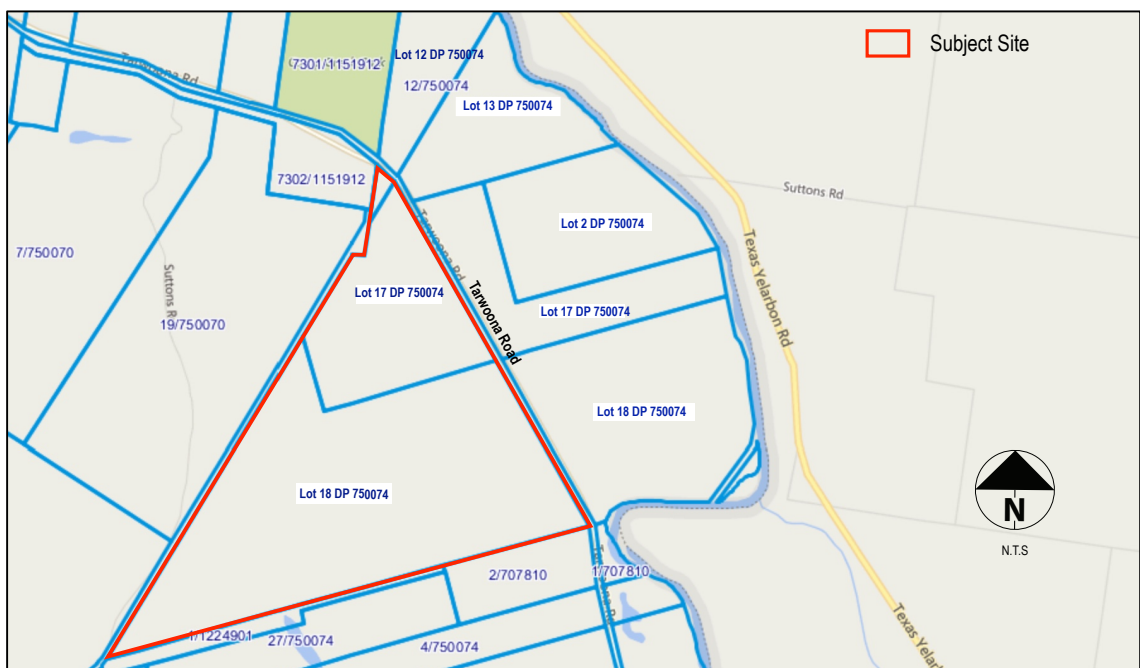 Subject Site
Tarwoona Rd
7301/1151912
Lot 12 DP 750074
12/750074
Lot 13 DP 750074
7302/1151912
Suttons Rd
Tarwoona Rd
Lot 2 DP 750074
7/750070
Suttons R
Texas Yelarbon Rd
Lot 17 DP 750074
Tarwoona Road
Lot 17 DP 750074
19/750070
Lot 18 DP 750074
Lot 18 DP 750074
N
N.T.S
2/707810
1/707810
Rd
1/1224901
27/750074
4/750074
Texas Yelarbon Rd